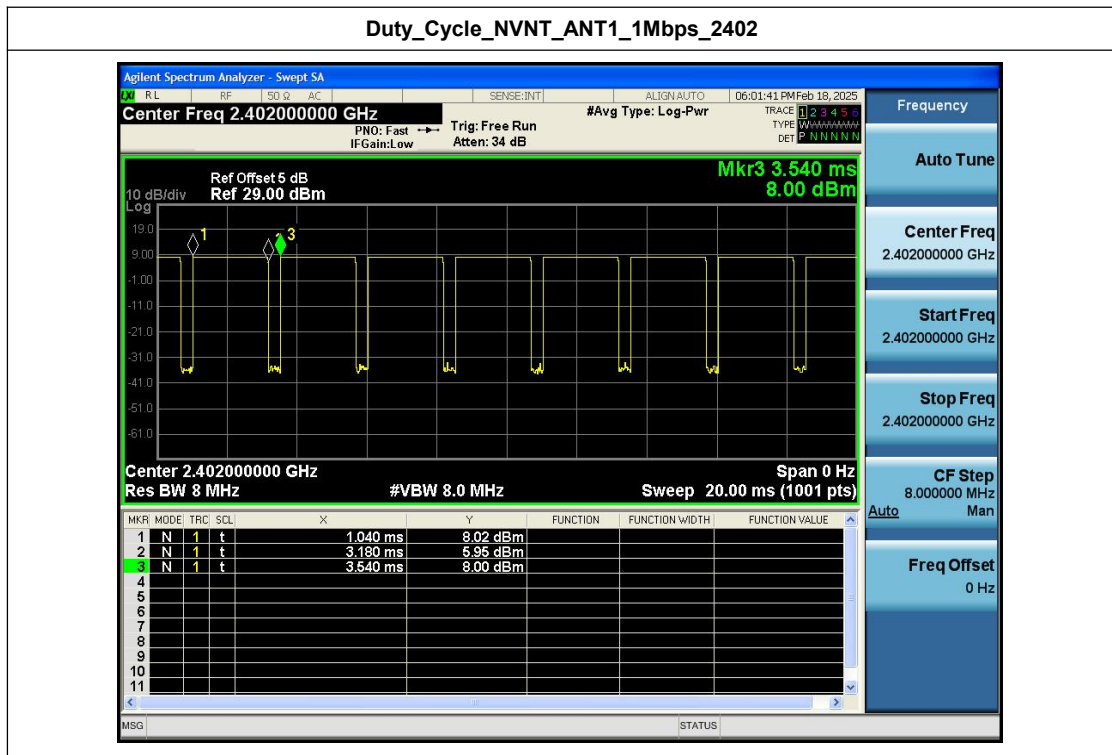 Duty_Cycle_NVNT_ANT1_1Mbps_2402
Agilent Spectrum Analyzer - Swept SA
LXI RL RF 50 Ω AC SENSE:INT ALIGNAUTO 06:01:41 PMFeb 18, 2025
Center Freq 2.402000000 GHz #Avg Type: Log-Pwr TRACE 1 2 3 4 5 6
PNO: Fast Trig: Free Run TYPE WWWWWW
IFGain:Low Atten: 34 dB DET P N N N N N
Frequency
Auto Tune
Center Freq
2.402000000 GHz
Start Freq
2.402000000 GHz
Stop Freq
2.402000000 GHz
CF Step
8.000000 MHz
Auto Man
Freq Offset
0 Hz
Mkr3 3.540 ms
8.00 dBm
Ref Offset 5 dB
10 dB/div Ref 29.00 dBm
Log
19.0
9.00
-1.00
-11.0
-21.0
-31.0
-41.0
-51.0
-61.0
1 3
Center 2.402000000 GHz Span 0 Hz
Res BW 8 MHz #VBW 8.0 MHz Sweep 20.00 ms (1001 pts)
MKR MODE TRC SCL X Y FUNCTION FUNCTION WIDTH FUNCTION VALUE
1 N 1 t 1.040 ms 8.02 dBm
2 N 1 t 3.180 ms 5.95 dBm
3 N 1 t 3.540 ms 8.00 dBm
4
5
6
7
8
9
10
11
MSG STATUS